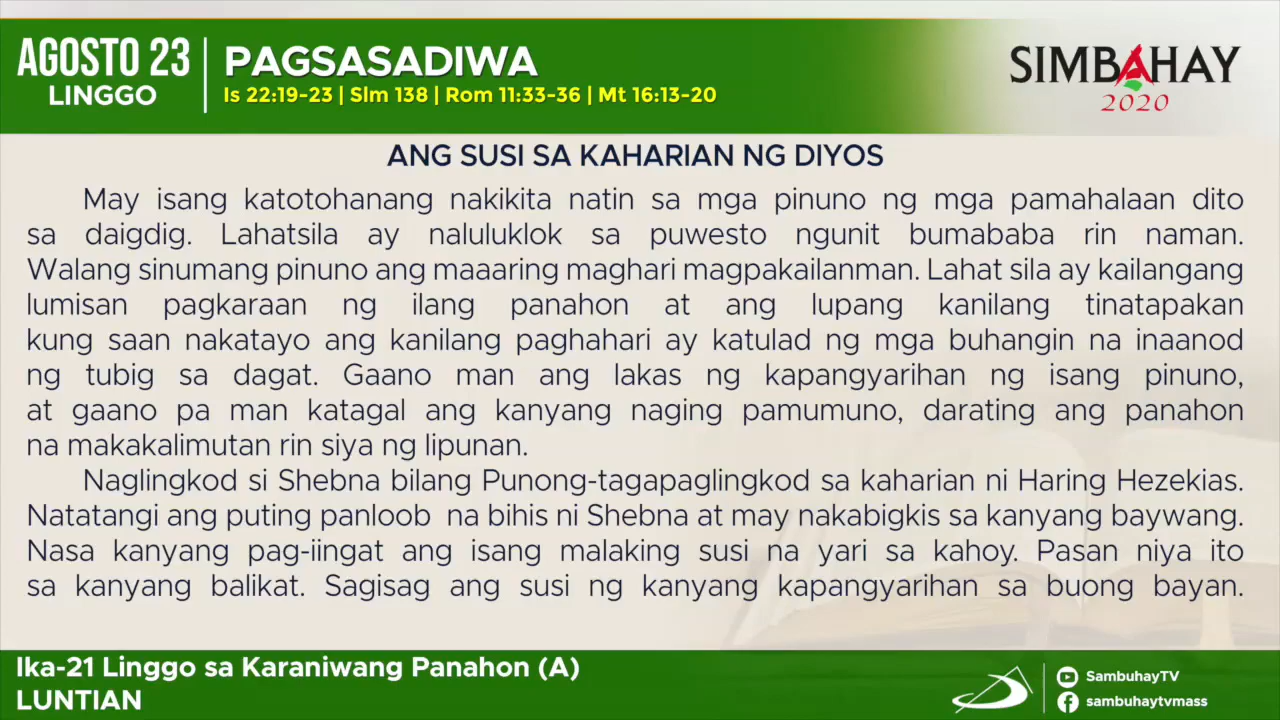 AGOSTO 23
LINGGO
PAGSASADIWA
Is 22:19-23 | Slm 138 | Rom 11:33-36 | Mt 16:13-20
SIMBAHAY
2020
ANG SUSI SA KAHARIAN NG DIYOS
May isang katotohanang nakikita natin sa mga pinuno ng mga pamahalaan dito
sa daigdig. Lahatsila ay naluluklok sa puwesto ngunit bumababa rin naman.
Walang sinumang pinuno ang maaaring maghari magpakailanman. Lahat sila ay kailangang
lumisan pagkaraan ng ilang panahon at ang lupang kanilang tinatapakan
kung saan nakatayo ang kanilang paghahari ay katulad ng mga buhangin na inaanod
ng tubig sa dagat. Gaano man ang lakas ng kapangyarihan ng isang pinuno,
at gaano pa man katagal ang kanyang naging pamumuno, darating ang panahon
na makakalimutan rin siya ng lipunan.
Naglingkod si Shebna bilang Punong-tagapaglingkod sa kaharian ni Haring Hezekias.
Natatangi ang puting panloob na bihis ni Shebna at may nakabigkis sa kanyang baywang.
Nasa kanyang pag-iingat ang isang malaking susi na yari sa kahoy. Pasan niya ito
sa kanyang balikat. Sagisag ang susi ng kanyang kapangyarihan sa buong bayan.
Ika-21 Linggo sa Karaniwang Panahon (A)
LUNTIAN
SambuhayTV
sambuhaytvmass